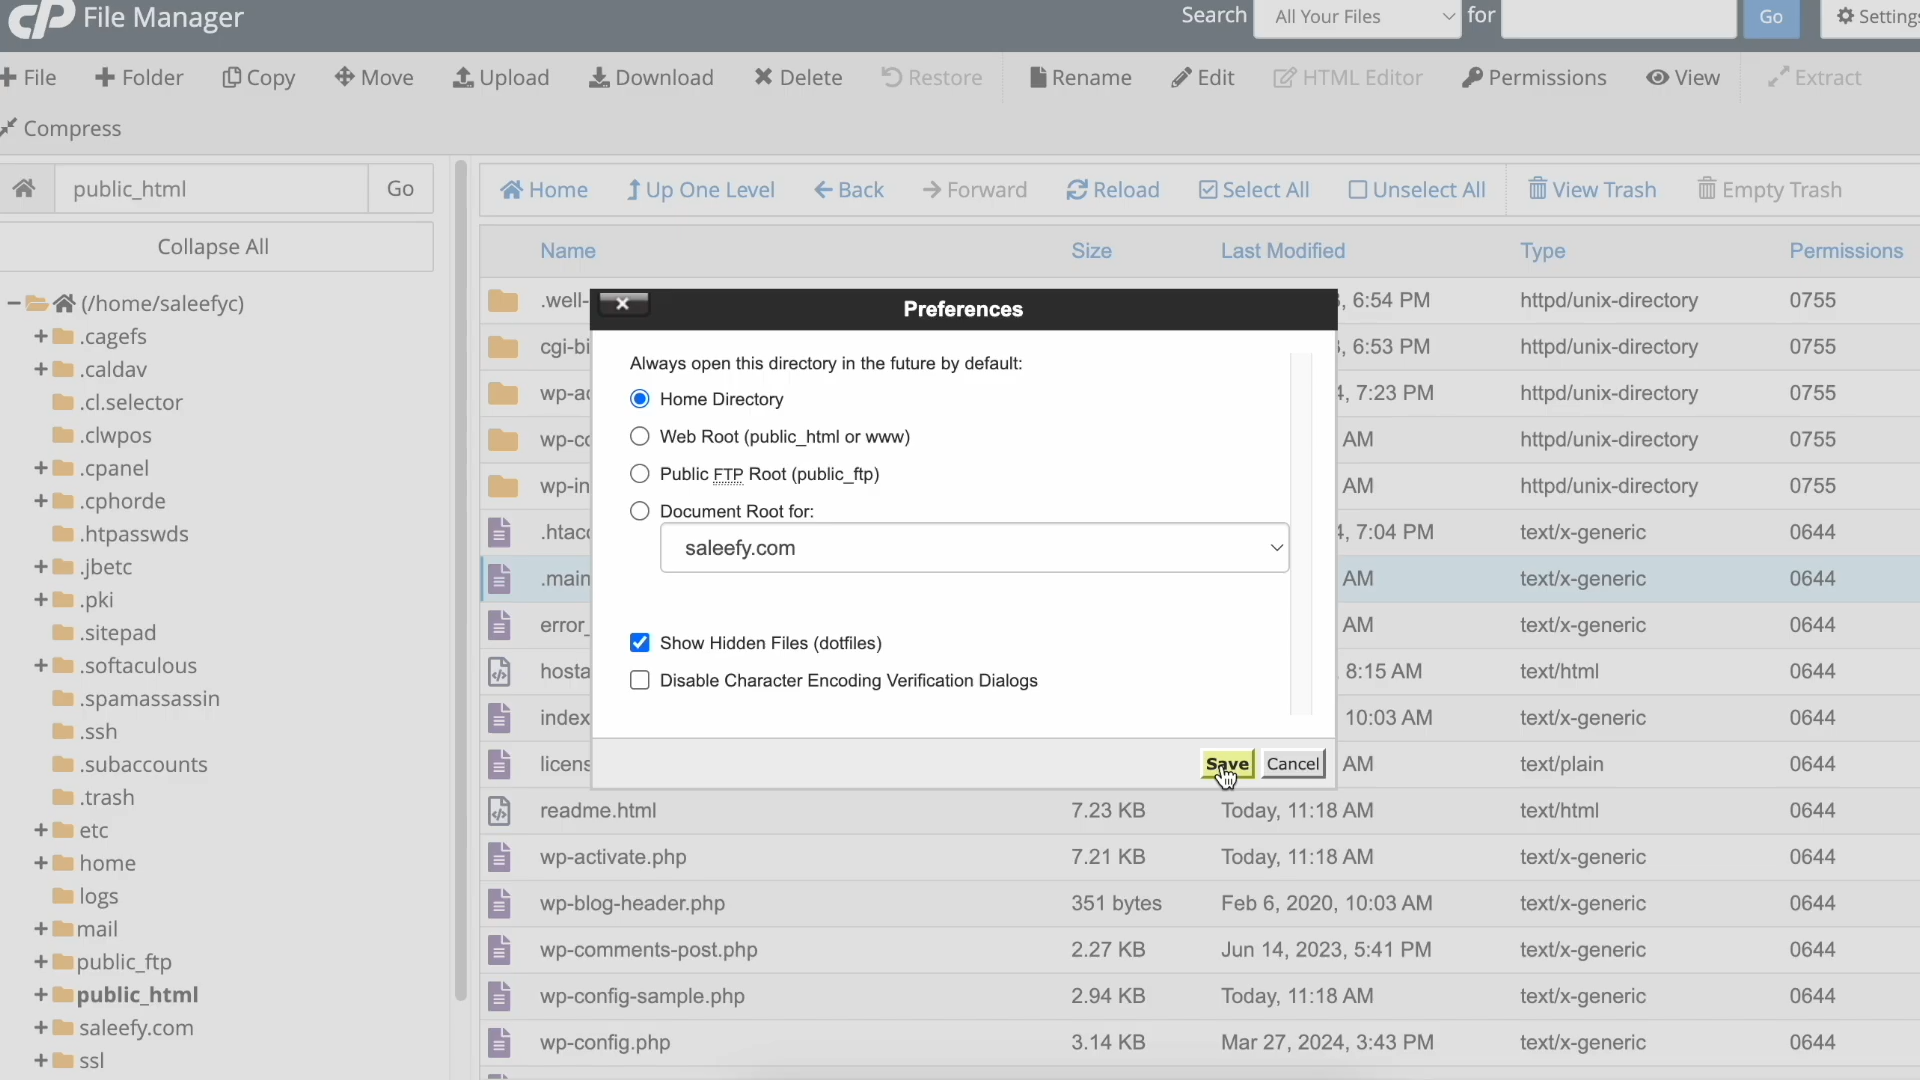 cP File Manager
Search All Your Files for Go Settings
File Folder Copy Move Upload Download Delete Restore Rename Edit HTML Editor Permissions View Extract
Compress
public_html Go
Home Up One Level Back Forward Reload Select All Unselect All View Trash Empty Trash
Collapse All
Name Size Last Modified Type Permissions
(/home/saleefyc)
.cagefs
.caldav
.cl.selector
.clwpos
.cpanel
.cphorde
.htpasswds
.jbetc
.pki
.sitepad
.softaculous
.spamassassin
.ssh
.subaccounts
.trash
etc
home
logs
mail
public_ftp
public_html
saleefy.com
ssl
.well- , 6:54 PM httpd/unix-directory 0755
cgi-bi , 6:53 PM httpd/unix-directory 0755
wp-ad 4, 7:23 PM httpd/unix-directory 0755
wp-co AM httpd/unix-directory 0755
wp-in AM httpd/unix-directory 0755
.htacc 4, 7:04 PM text/x-generic 0644
.main AM text/x-generic 0644
error_ AM text/x-generic 0644
hosta 8:15 AM text/html 0644
index 10:03 AM text/x-generic 0644
licens AM text/plain 0644
readme.html 7.23 KB Today, 11:18 AM text/html 0644
wp-activate.php 7.21 KB Today, 11:18 AM text/x-generic 0644
wp-blog-header.php 351 bytes Feb 6, 2020, 10:03 AM text/x-generic 0644
wp-comments-post.php 2.27 KB Jun 14, 2023, 5:41 PM text/x-generic 0644
wp-config-sample.php 2.94 KB Today, 11:18 AM text/x-generic 0644
wp-config.php 3.14 KB Mar 27, 2024, 3:43 PM text/x-generic 0644
Preferences
Always open this directory in the future by default:
Home Directory
Web Root (public_html or www)
Public FTP Root (public_ftp)
Document Root for:
saleefy.com
Show Hidden Files (dotfiles)
Disable Character Encoding Verification Dialogs
Save Cancel